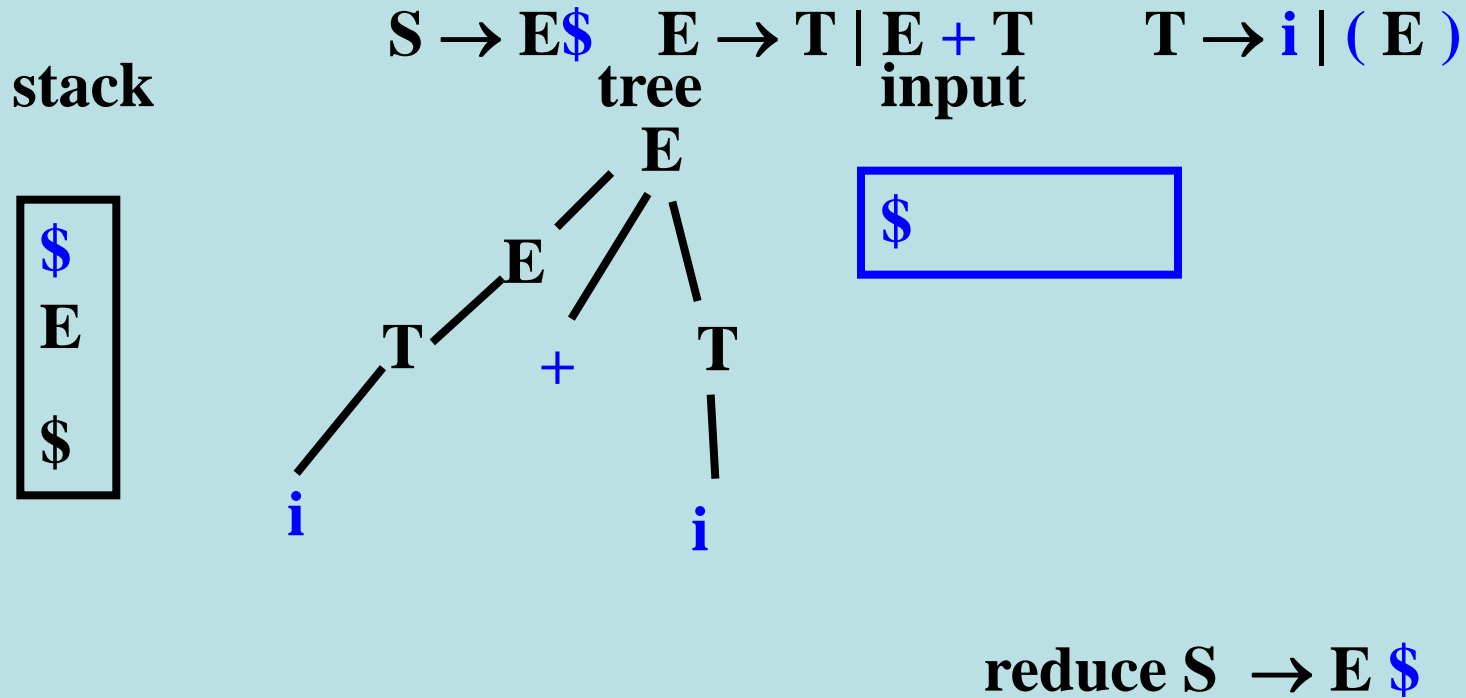 S → E$ E → T | E + T T → i | ( E )
stack tree input
E
$
$
E
E
T
+
T
$
i
i
reduce S → E $